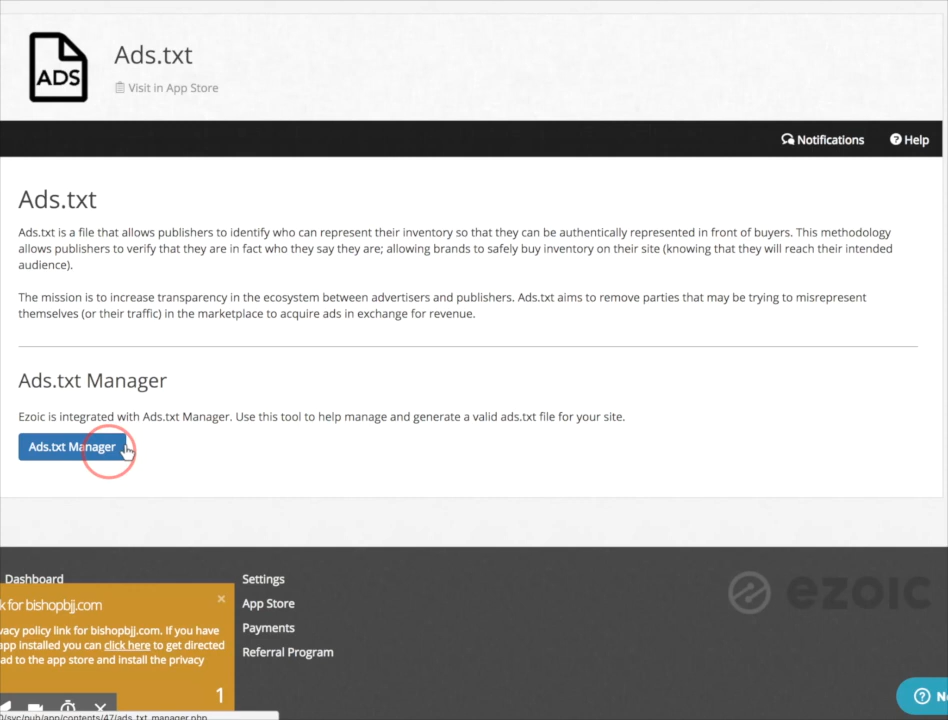 ADS
Ads.txt
Visit in App Store
Notifications
Help
Ads.txt
Ads.txt is a file that allows publishers to identify who can represent their inventory so that they can be authentically represented in front of buyers. This methodology
allows publishers to verify that they are in fact who they say they are; allowing brands to safely buy inventory on their site (knowing that they will reach their intended
audience).
The mission is to increase transparency in the ecosystem between advertisers and publishers. Ads.txt aims to remove parties that may be trying to misrepresent
themselves (or their traffic) in the marketplace to acquire ads in exchange for revenue.
Ads.txt Manager
Ezoic is integrated with Ads.txt Manager. Use this tool to help manage and generate a valid ads.txt file for your site.
Ads.txt Manager
Dashboard
k for bishopbjj.com
×
vacy policy link for bishopbjj.com. If you have
app installed you can click here to get directed
ad to the app store and install the privacy
1
Settings
App Store
Payments
Referral Program
ezoic
0/svc/pub/app/contents/47/ads_txt_manager.php